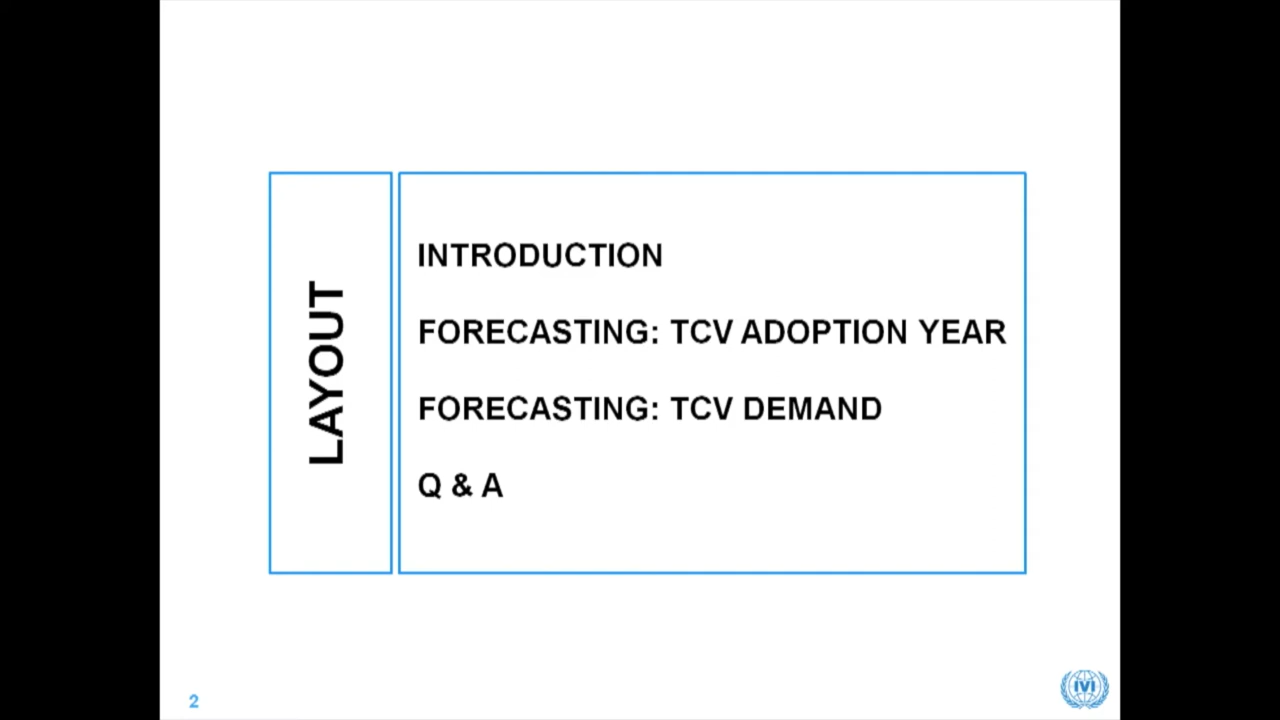 LAYOUT
INTRODUCTION
FORECASTING: TCV ADOPTION YEAR
FORECASTING: TCV DEMAND
Q & A
2
IVI